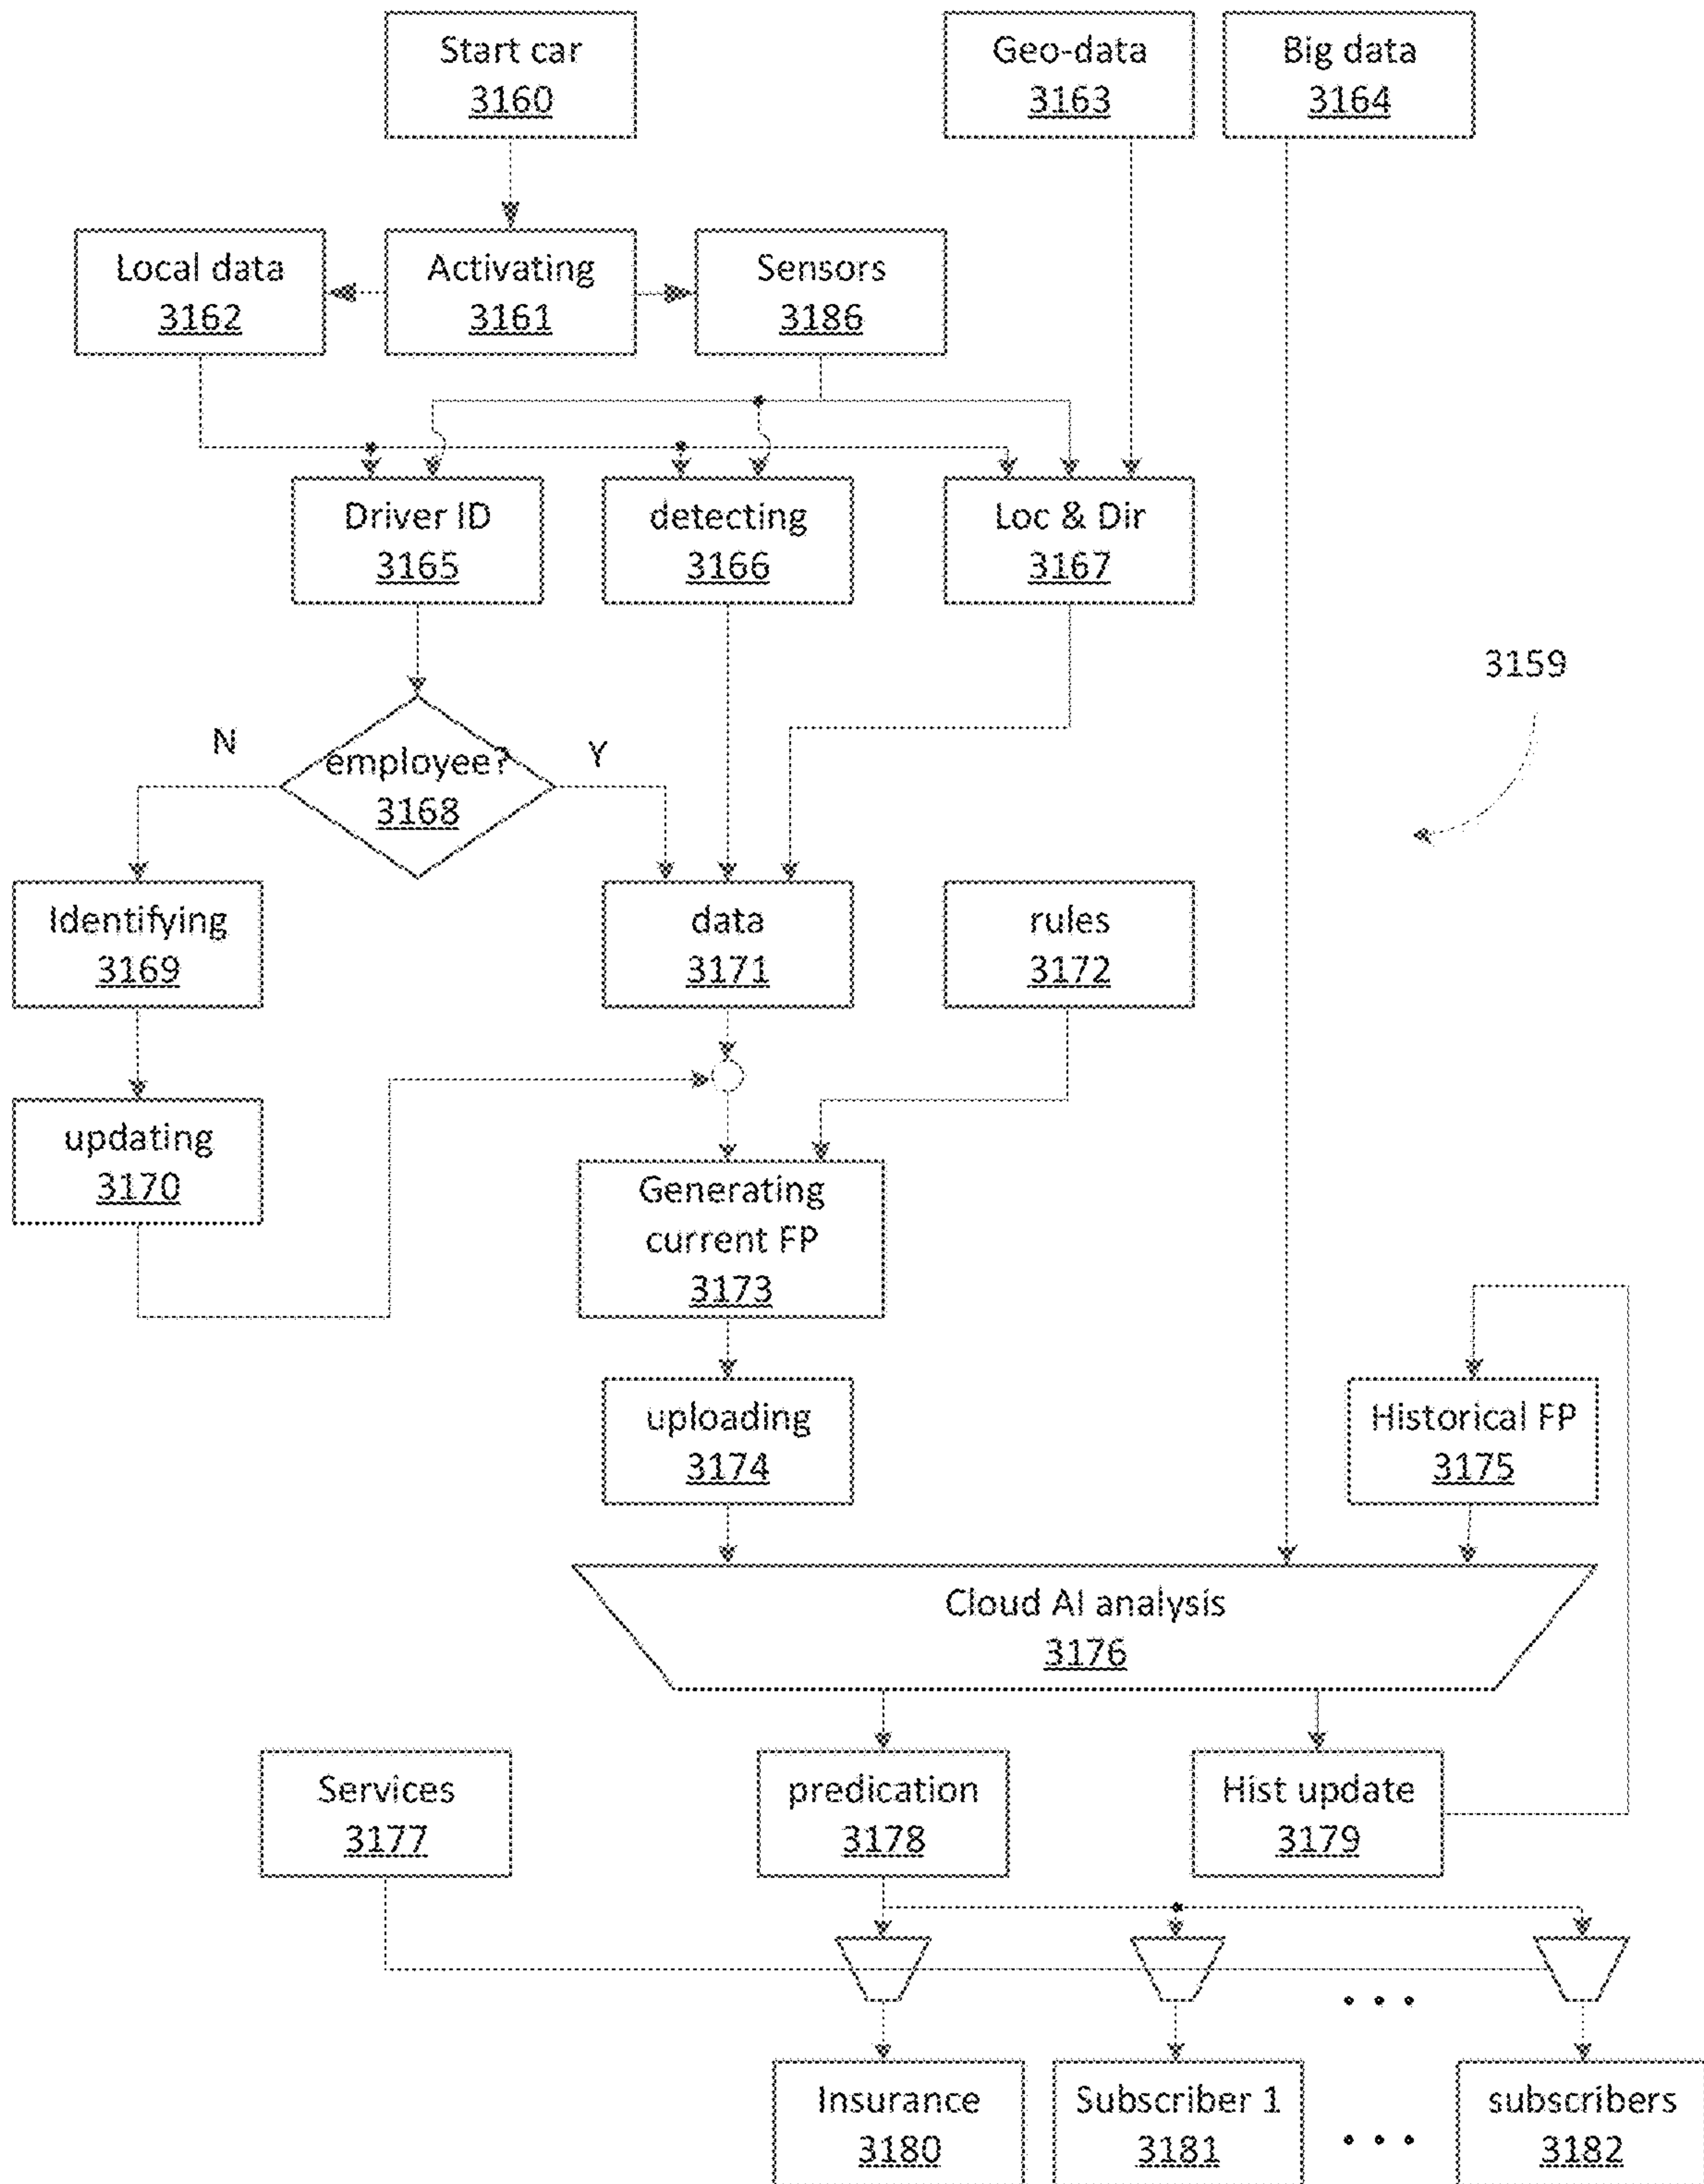 Start car
3160
Geo-data
3163
Big data
3164
Local data
3162
Activating
3161
Sensors
3186
Driver ID
3165
detecting
3166
Loc & Dir
3167
3159
N
employee?
3168
Y
Identifying
3169
data
3171
rules
3172
updating
3170
Generating
current FP
3173
uploading
3174
Historical FP
3175
Cloud AI analysis
3176
Services
3177
predication
3178
Hist update
3179
• • •
Insurance
3180
Subscriber 1
3181
• • •
subscribers
3182